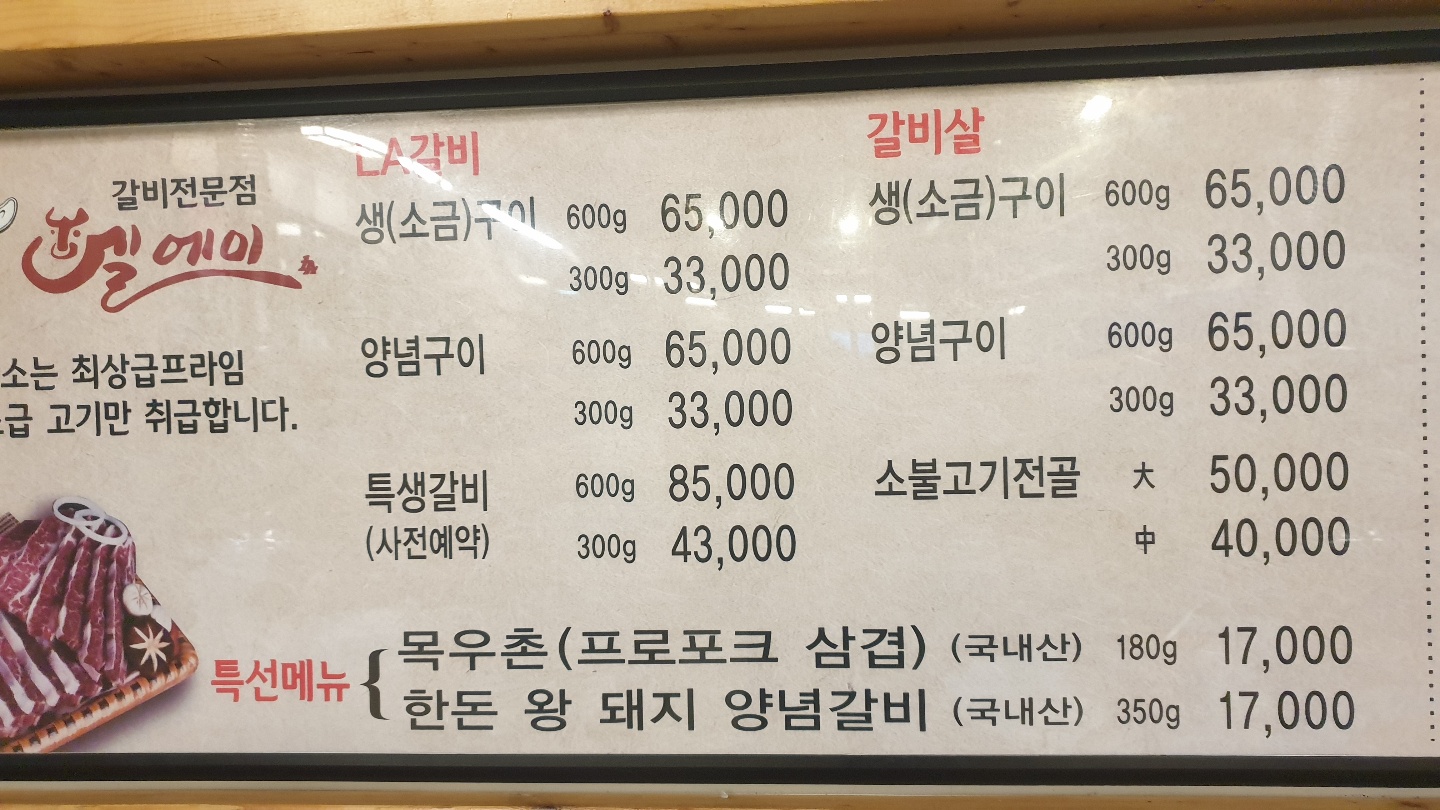 갈비전문점
엘에이
소는 최상급프라임
급 고기만 취급합니다.
LA갈비
생(소금)구이 600g 65,000
300g 33,000
양념구이 600g 65,000
300g 33,000
특생갈비 600g 85,000
(사전예약) 300g 43,000
갈비살
생(소금)구이 600g 65,000
300g 33,000
양념구이 600g 65,000
300g 33,000
소불고기전골 大 50,000
中 40,000
특선메뉴
목우촌(프로포크 삼겹) (국내산) 180g 17,000
한돈 왕 돼지 양념갈비 (국내산) 350g 17,000